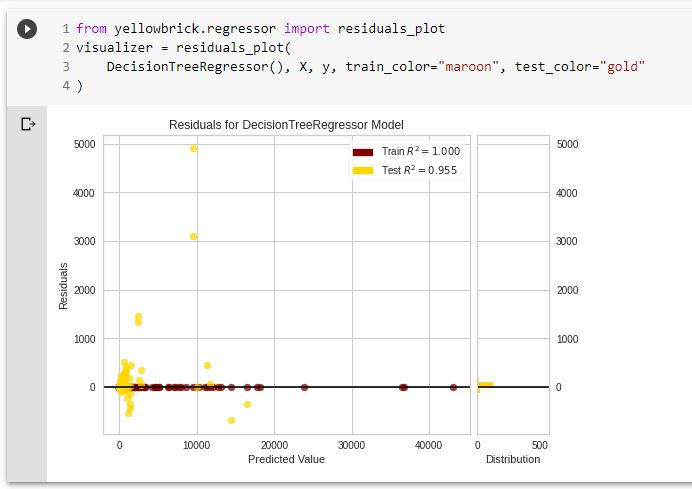 1 from yellowbrick.regressor import residuals_plot
2 visualizer = residuals_plot(
3     DecisionTreeRegressor(), X, y, train_color="maroon", test_color="gold"
4 )
Residuals for DecisionTreeRegressor Model
Train R² = 1.000
Test R² = 0.955
Residuals
5000
4000
3000
2000
1000
0
0 10000 20000 30000 40000
Predicted Value
5000
4000
3000
2000
1000
0
0 500
Distribution